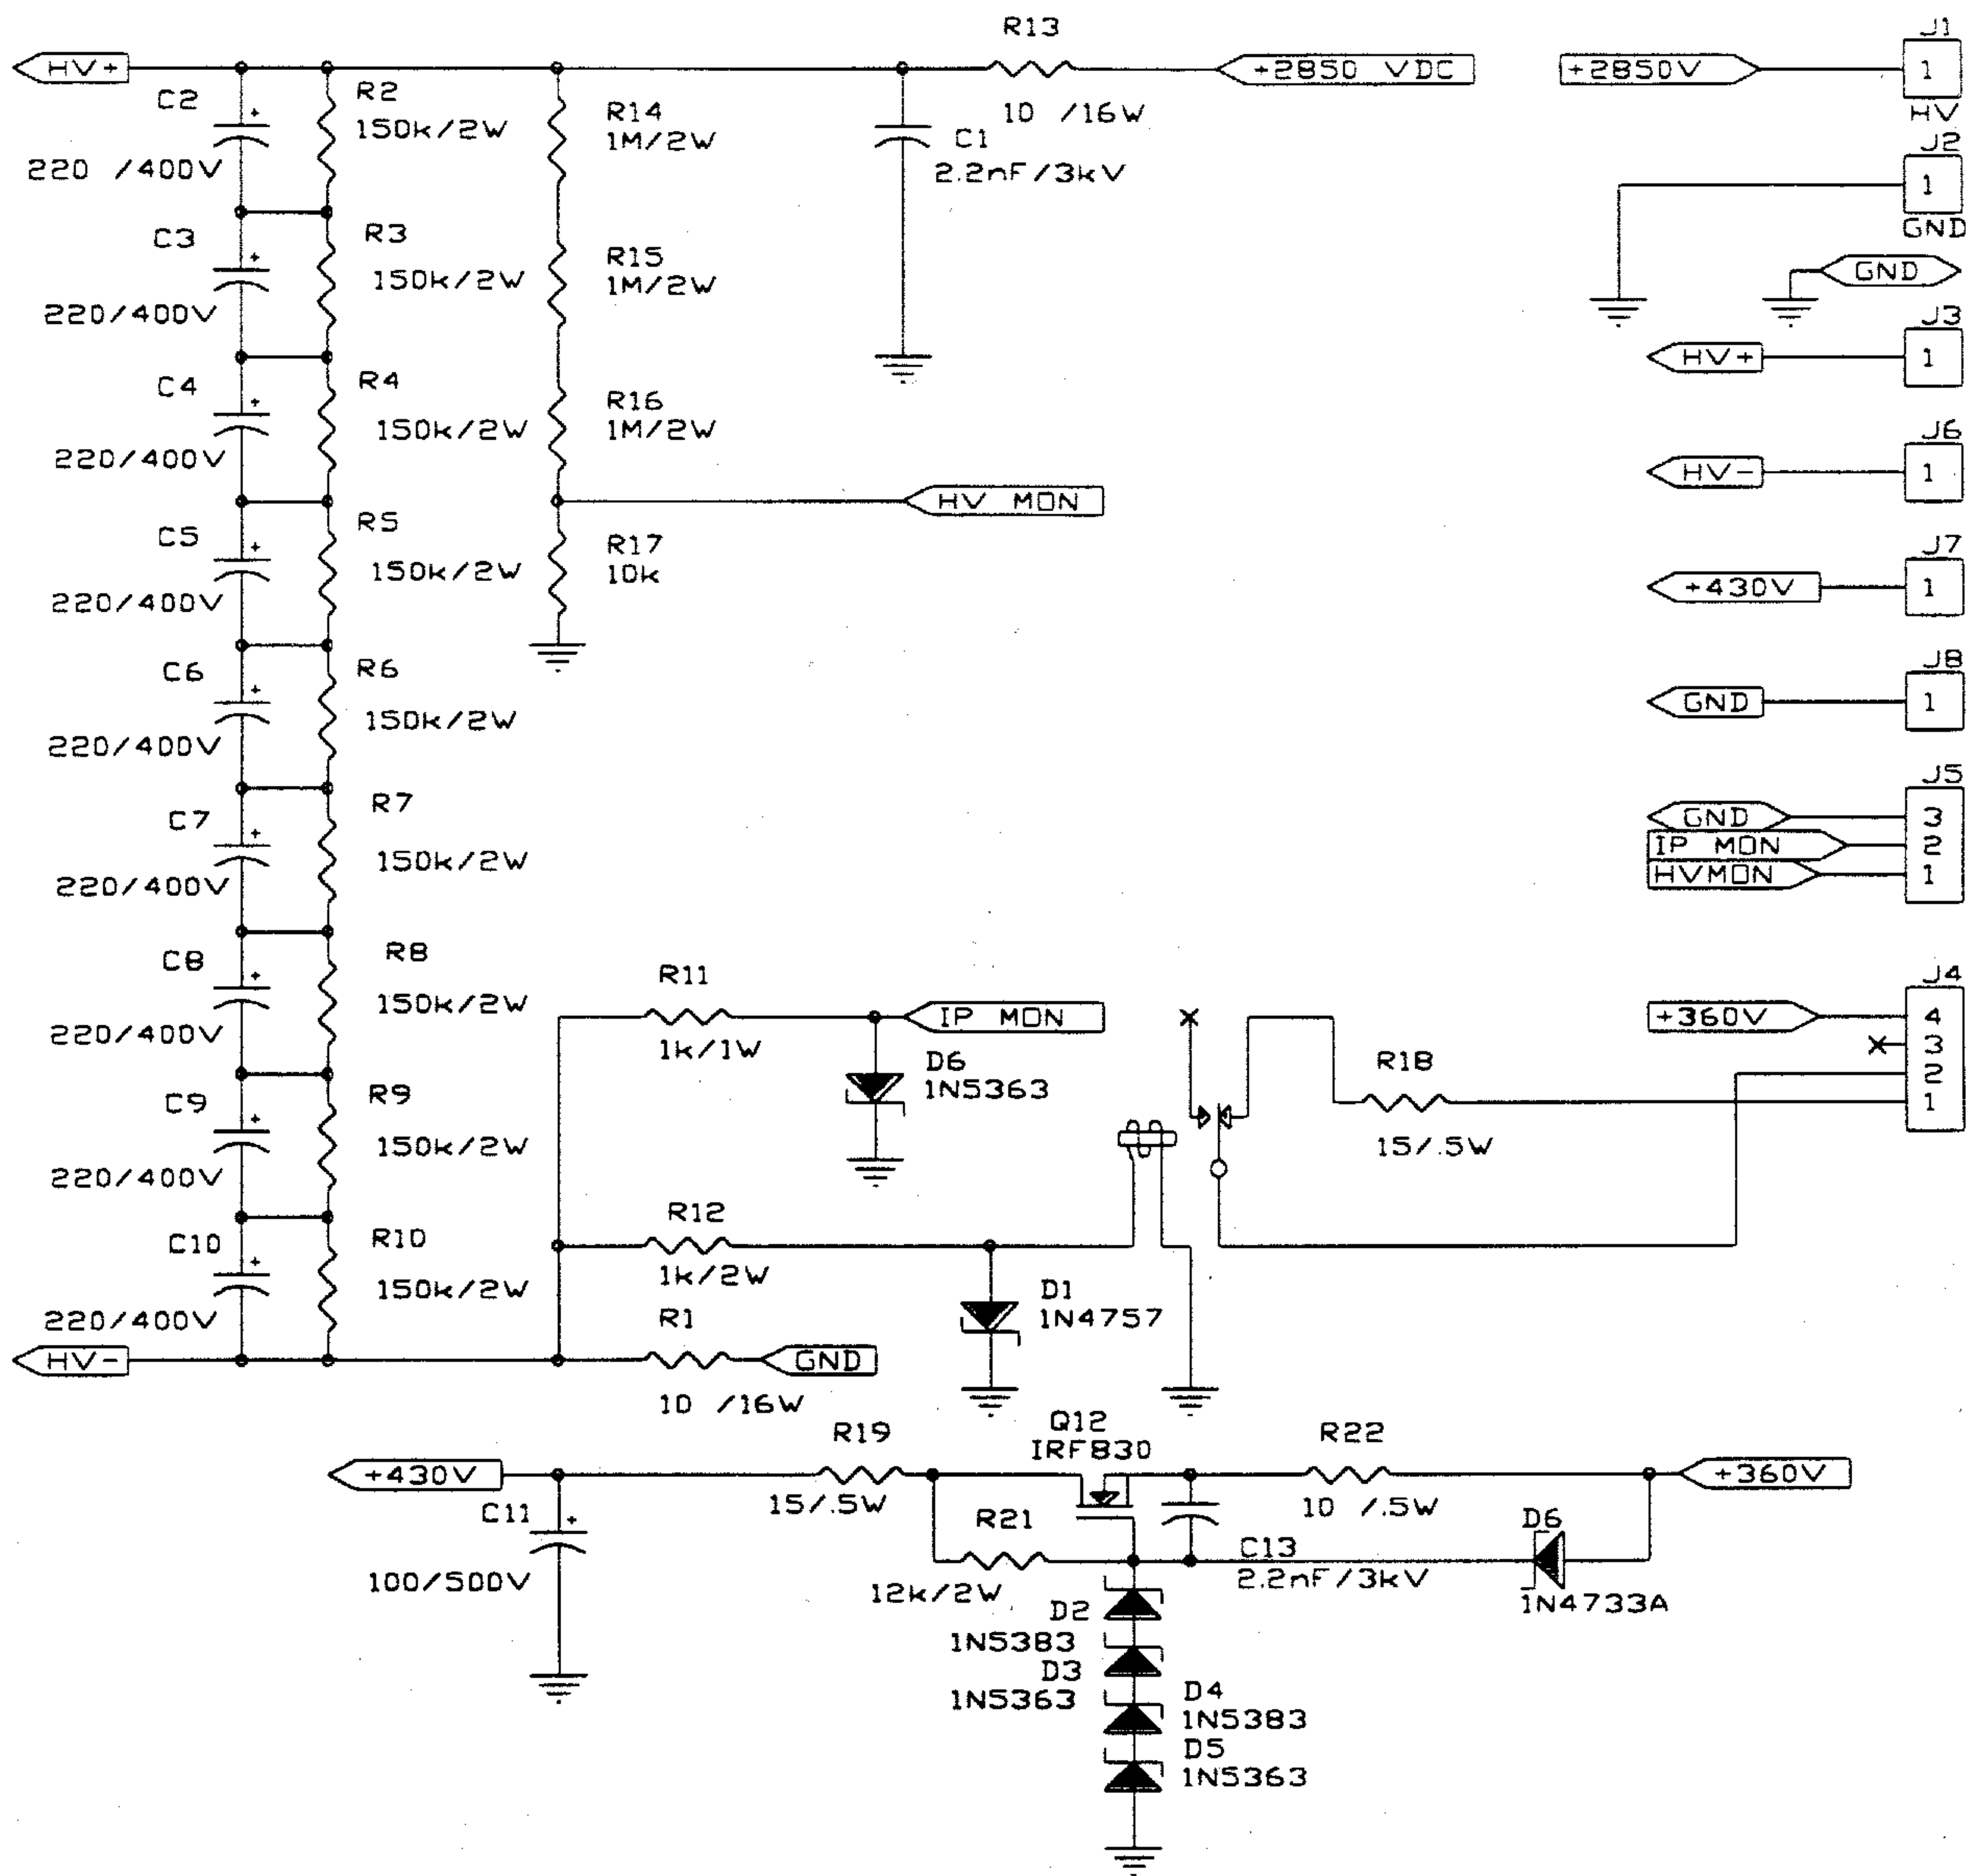 R13
HV+
+2850 VDC
10 /16W
C2
220 /400V
R2
150k/2W
R14
1M/2W
C1
2.2nF/3kV
C3
220/400V
R3
150k/2W
R15
1M/2W
C4
220/400V
R4
150k/2W
R16
1M/2W
HV MON
C5
220/400V
R5
150k/2W
R17
10k
C6
220/400V
R6
150k/2W
C7
220/400V
R7
150k/2W
C8
220/400V
R8
150k/2W
C9
220/400V
R9
150k/2W
C10
220/400V
R10
150k/2W
HV-
R11
1k/1W
IP MON
D6
1N5363
R12
1k/2W
D1
1N4757
R1
10 /16W
GND
R18
15/.5W
J1
+2850V
1
HV
J2
1
GND
GND
J3
HV+
1
J6
HV-
1
J7
+430V
1
J8
GND
1
J5
GND
3
IP MON
2
HVMON
1
J4
+360V
4
3
2
1
+430V
C11
100/500V
R19
15/.5W
Q12
IRF830
R21
12k/2W
R22
10 /.5W
+360V
C13
2.2nF/3kV
D6
1N4733A
D2
1N5383
D3
1N5363
D4
1N5383
D5
1N5363